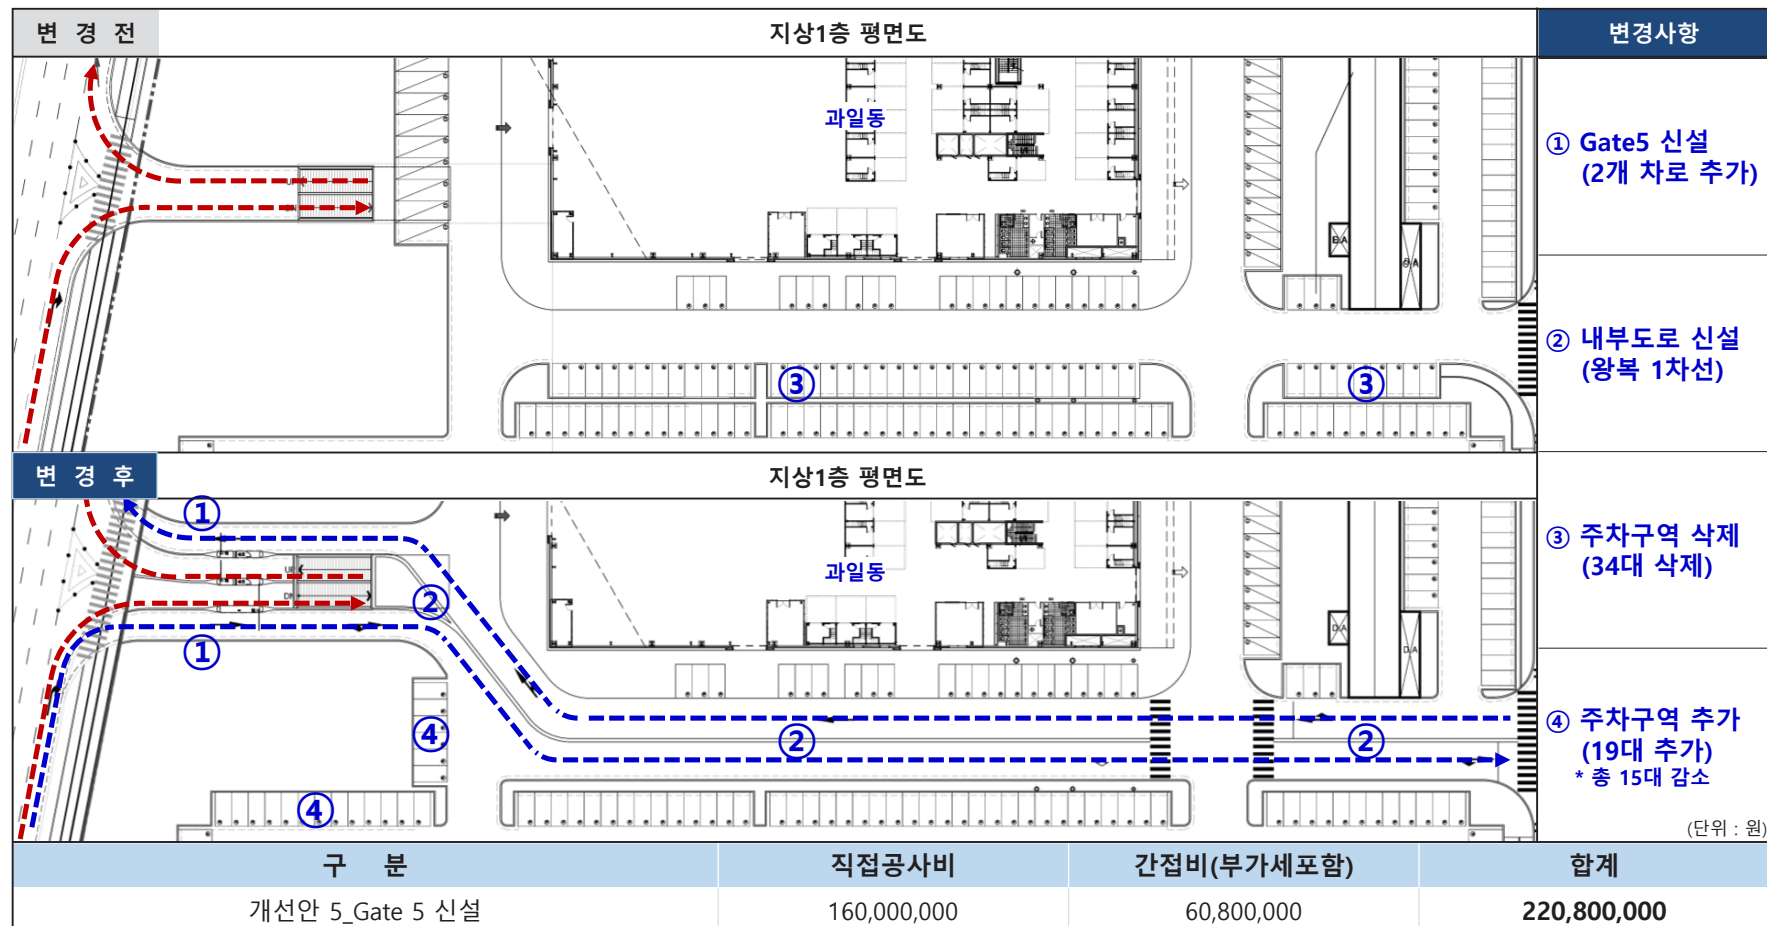 변 경 전
지상1층 평면도
변경사항
과일동
UP
DN
① Gate5 신설
(2개 차로 추가)
② 내부도로 신설
(왕복 1차선)
③
③
변 경 후
지상1층 평면도
①
과일동
UP
DN
②
①
④
②
②
④
D.A
D.A
③ 주차구역 삭제
(34대 삭제)
④ 주차구역 추가
(19대 추가)
* 총 15대 감소
(단위 : 원)
구 분 직접공사비 간접비(부가세포함) 합계
개선안 5_Gate 5 신설 160,000,000 60,800,000 220,800,000